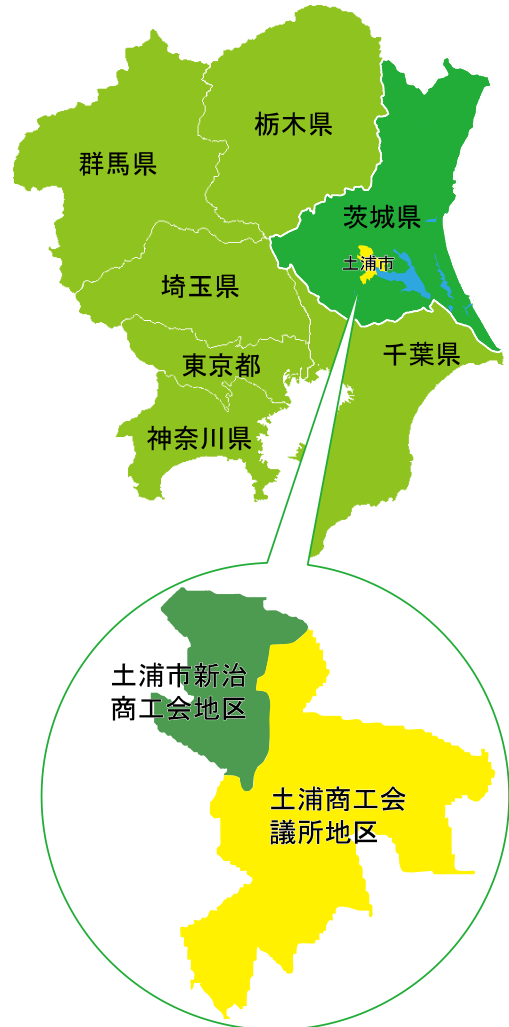 栃木県
群馬県
茨城県
土浦市
埼玉県
千葉県
東京都
神奈川県
土浦市新治
商工会地区
土浦商工会
議所地区